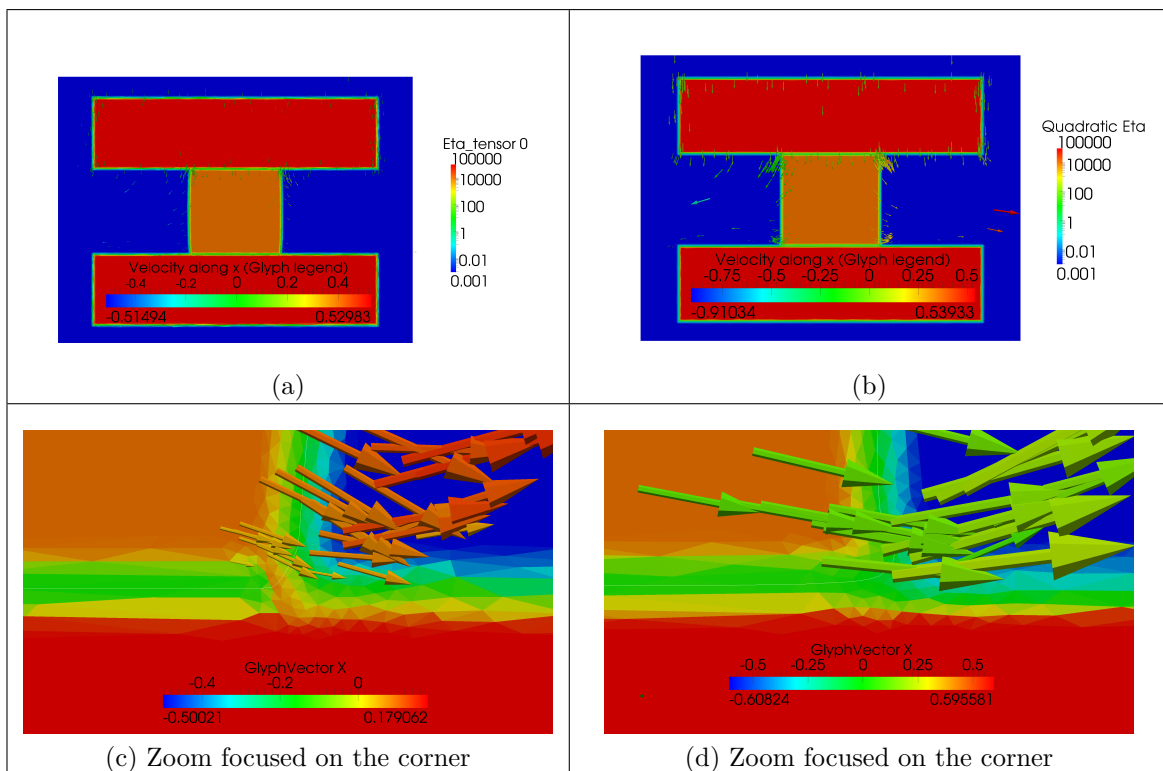 Eta_tensor 0
100000
10000
100
1
0.01
0.001
Velocity along x (Glyph legend)
-0.4 -0.2 0 0.2 0.4
-0.51494 0.52983
(a)
Quadratic Eta
100000
10000
100
1
0.01
0.001
Velocity along x (Glyph legend)
-0.75 -0.5 -0.25 0 0.25 0.5
-0.91034 0.53933
(b)
GlyphVector X
-0.4 -0.2 0
-0.50021 0.179062
(c) Zoom focused on the corner
GlyphVector X
-0.5 -0.25 0 0.25 0.5
-0.60824 0.595581
(d) Zoom focused on the corner